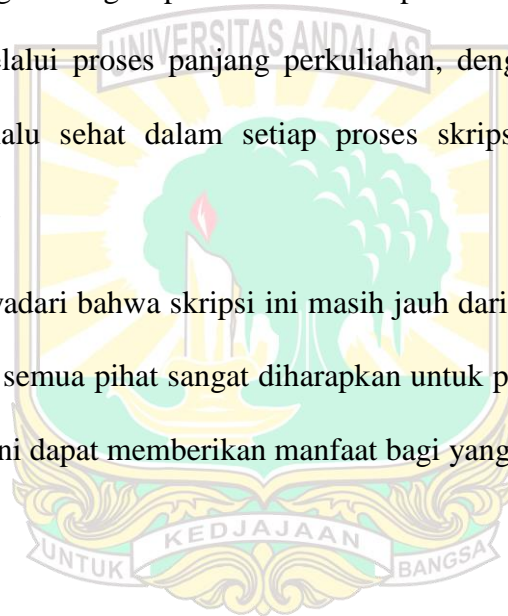 UNIVERSITAS ANDALAS
elalui proses panjang perkuliahan, deng
alu sehat dalam setiap proses skrips
yadari bahwa skripsi ini masih jauh dari
semua pihat sangat diharapkan untuk p
ni dapat memberikan manfaat bagi yang
UNTUK KEDJAJAAN BANGSA